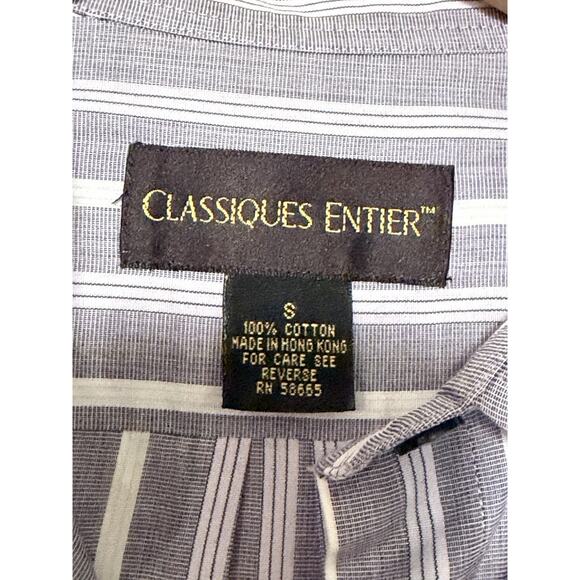 CLASSIQUES ENTIER™
S
100% COTTON
MADE IN HONG KONG
FOR CARE SEE
REVERSE
RN 58665